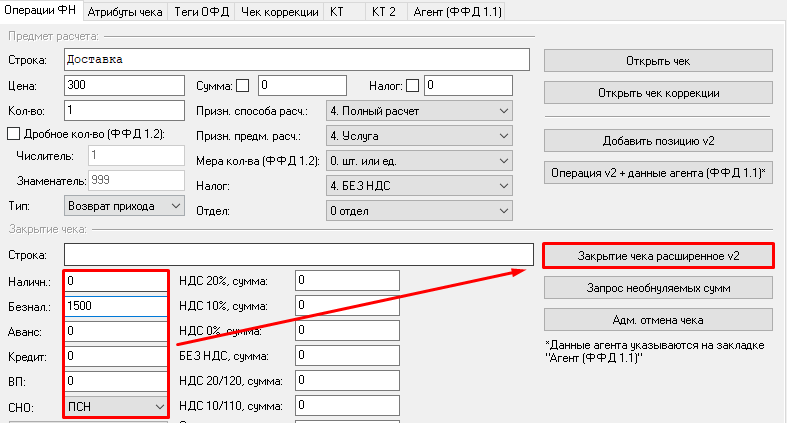 Операции ФН Атрибуты чека Теги ОФД Чек коррекции КТ КТ 2 Агент (ФФД 1.1)
Предмет расчета:
Строка: Доставка Открыть чек
Цена: 300 Сумма: 0 Налог: 0 Открыть чек коррекции
Кол-во: 1 Призн. способа расч.: 4. Полный расчет
Дробное кол-во (ФФД 1.2): Призн. предм. расч.: 4. Услуга Добавить позицию v2
Числитель: 1 Мера кол-ва (ФФД 1.2): 0. шт. или ед.
Знаменатель: 999 Налог: 4. БЕЗ НДС Операция v2 + данные агента (ФФД 1.1)*
Тип: Возврат прихода Отдел: 0 отдел
Закрытие чека:
Строка: Закрытие чека расширенное v2
Наличн.: 0 НДС 20%, сумма: 0
Безнал.: 1500 НДС 10%, сумма: 0 Запрос необнуляемых сумм
Аванс: 0 НДС 0%, сумма: 0 Адм. отмена чека
Кредит: 0 БЕЗ НДС, сумма: 0 *Данные агента указываются на закладке
"Агент (ФФД 1.1)"
ВП: 0 НДС 20/120, сумма: 0
СНО: ПСН НДС 10/110, сумма: 0